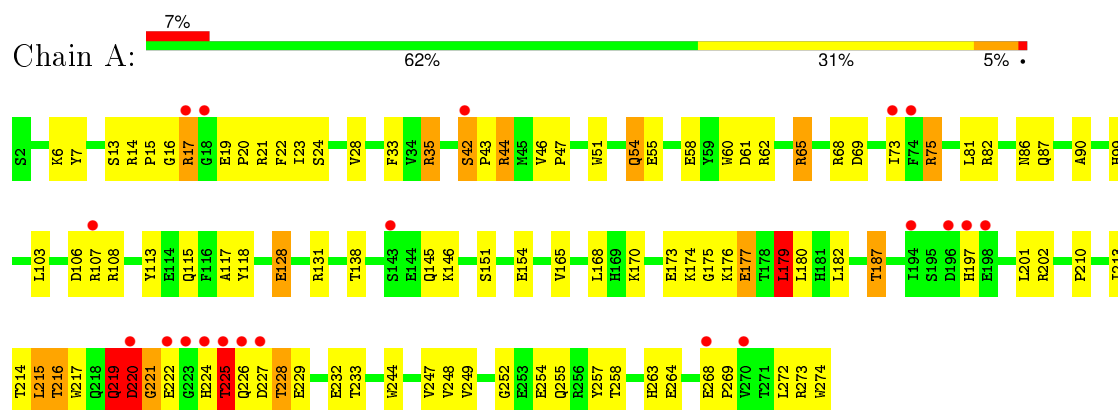 7%
Chain A:
62% 31% 5% •
S2 K6 Y7 S13 R14 P15 G16 R17 G18 E19 P20 R21 F22 I23 S24 V28 F33 V34 R35 S42 P43 R44 M45 V46 P47 W51 Q54 E55 E58 Y59 W60 D61 R62 R65 R68 D69 I73 F74 R75 L81 R82 N86 Q87 A90 H99
L103 D106 R107 R108 Y113 E114 Q115 F116 A117 Y118 E128 R131 T138 S143 E144 Q145 K146 S151 E154 V165 L168 H169 K170 E173 K174 G175 K176 E177 T178 L179 L180 H181 L182 T187 I194 S195 D196 H197 E198 L201 R202 P210 I213
T214 L215 T216 W217 Q218 Q219 D220 G221 E222 G223 H224 T225 Q226 D227 T228 E229 E232 T233 W244 V247 V248 V249 G252 E253 E254 Q255 R256 Y257 T258 H263 E264 E268 P269 V270 T271 L272 R273 W274